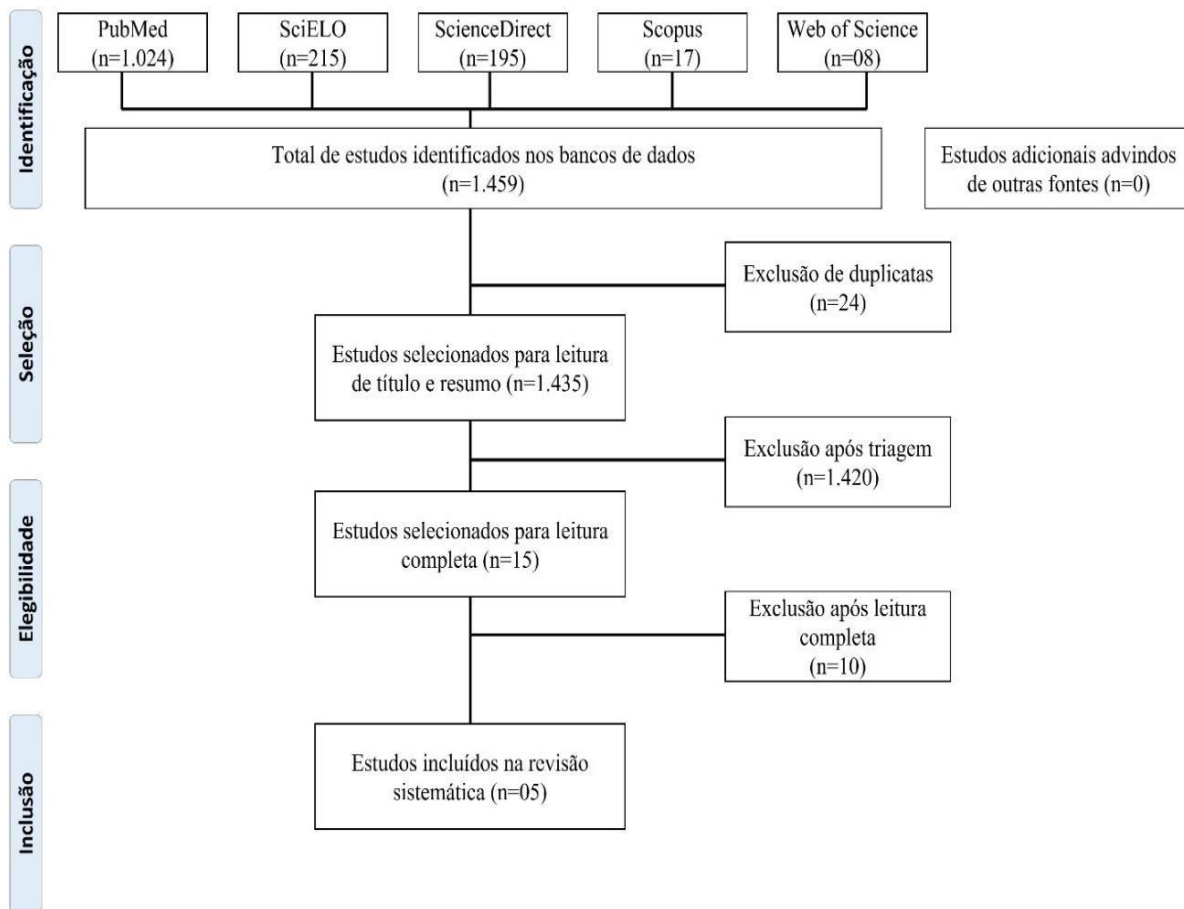 Identificação
PubMed
(n=1.024)
SciELO
(n=215)
ScienceDirect
(n=195)
Scopus
(n=17)
Web of Science
(n=08)
Total de estudos identificados nos bancos de dados
(n=1.459)
Estudos adicionais advindos
de outras fontes (n=0)
Seleção
Exclusão de duplicatas
(n=24)
Estudos selecionados para leitura
de título e resumo (n=1.435)
Exclusão após triagem
(n=1.420)
Elegibilidade
Estudos selecionados para leitura
completa (n=15)
Exclusão após leitura
completa
(n=10)
Inclusão
Estudos incluídos na revisão
sistemática (n=05)